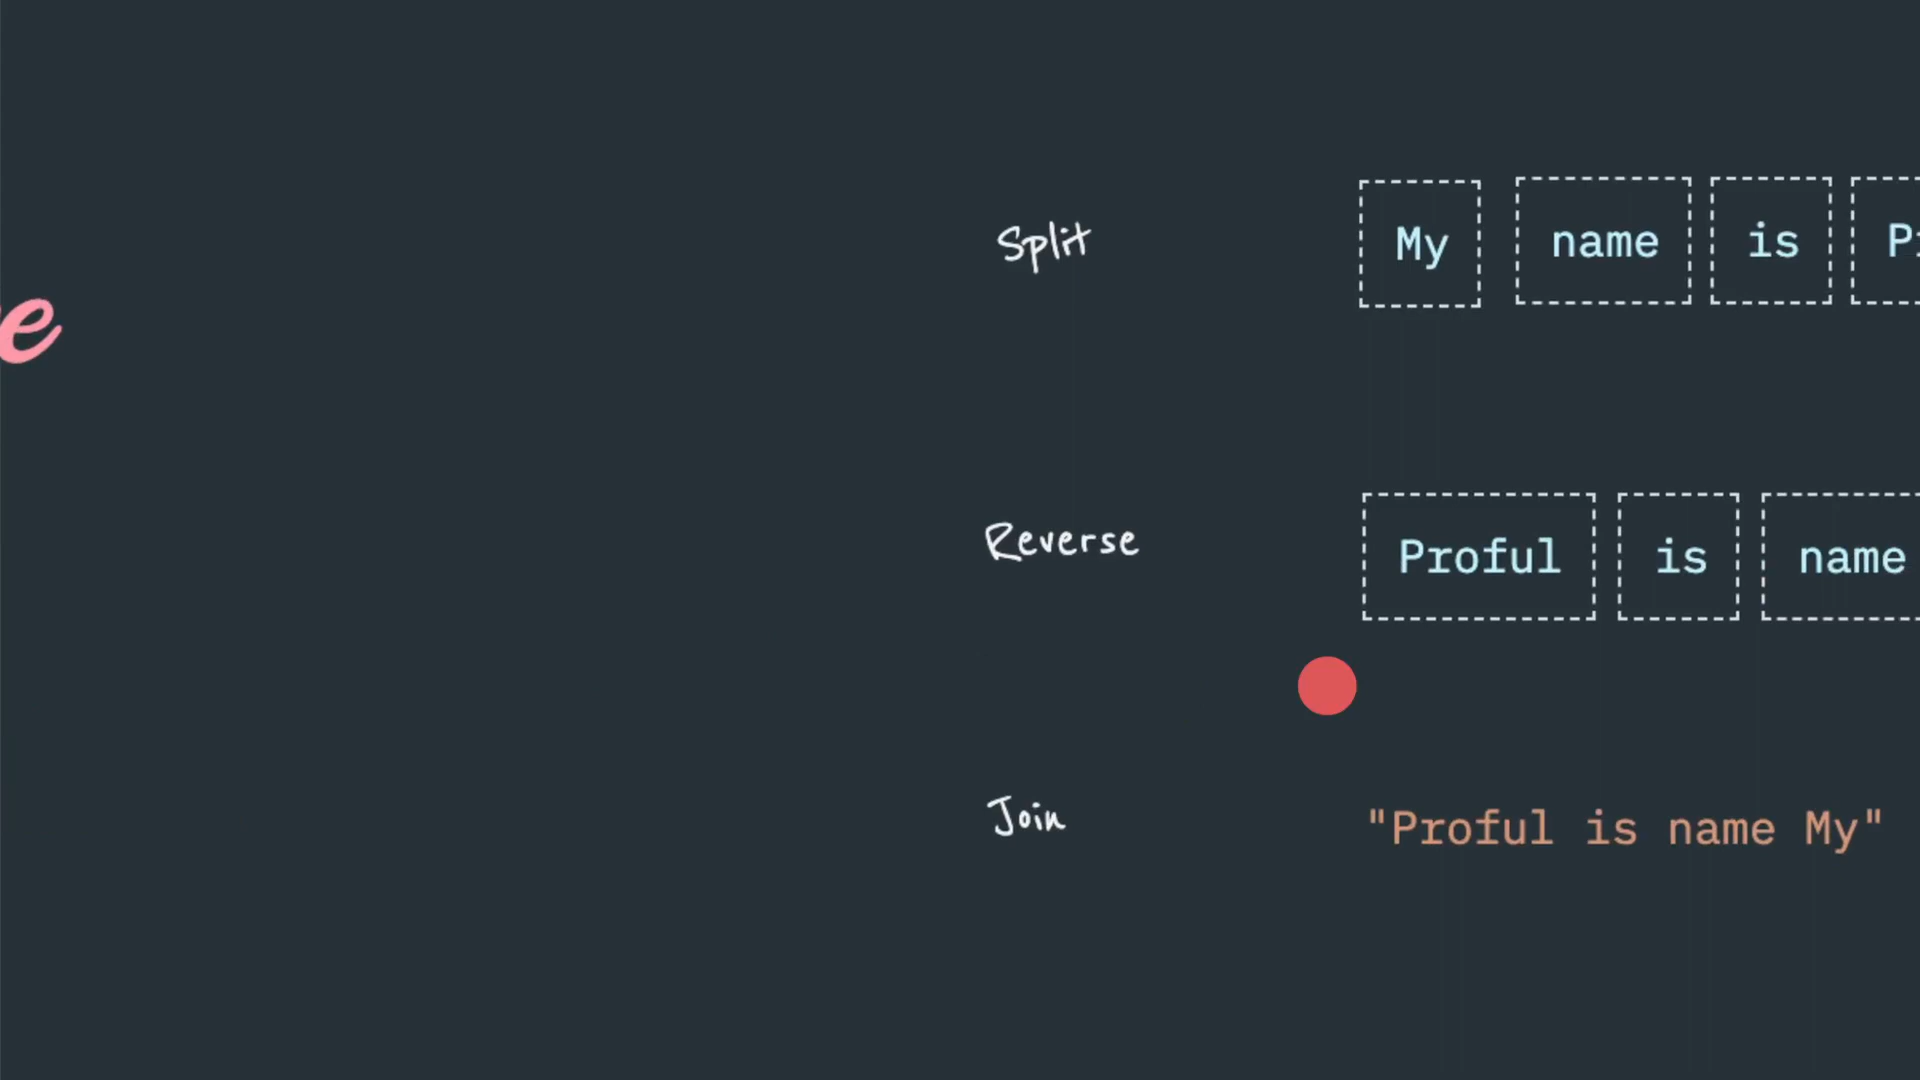 Split My name is
e
Reverse Proful is name
Join "Proful is name My"